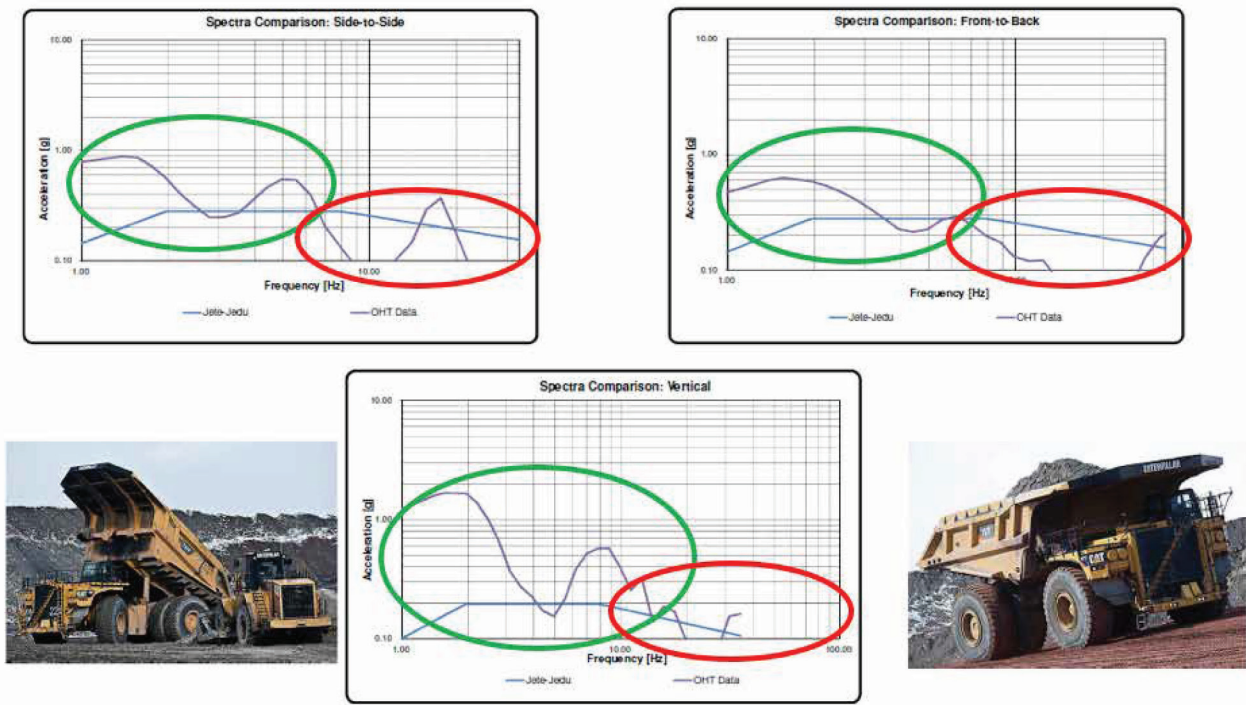 Spectra Comparison: Side-to-Side
10.00
1.00
0.10
Acceleration [g]
1.00
10.00
Frequency [Hz]
Jete-Jedu
OHT Data
Spectra Comparison: Front-to-Back
10.00
1.00
0.10
Acceleration [g]
1.00
Frequency [Hz]
Jete-Jedu
OHT Data
Spectra Comparison: Vertical
10.00
1.00
0.10
Acceleration [g]
1.00
10.00
100.00
Frequency [Hz]
Jete-Jedu
OHT Data
CATERPILLAR
CAT